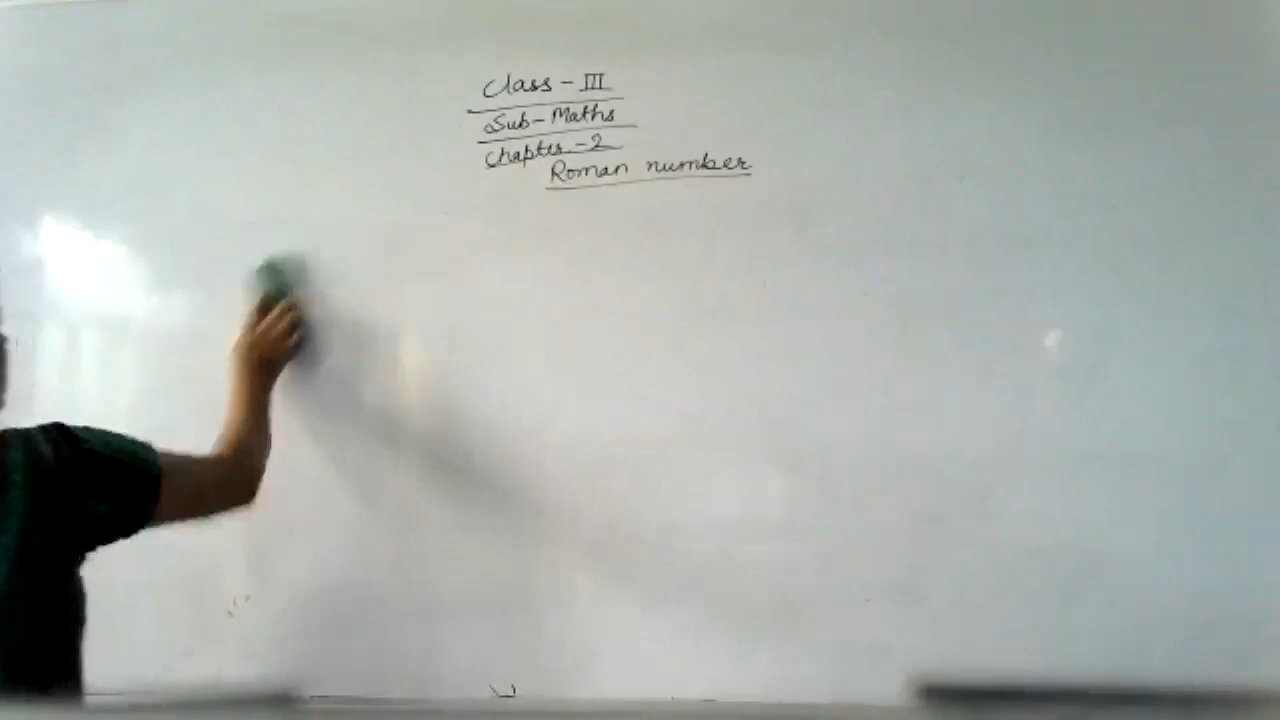 Class - III
Sub - Maths
Chapter - 2
Roman number